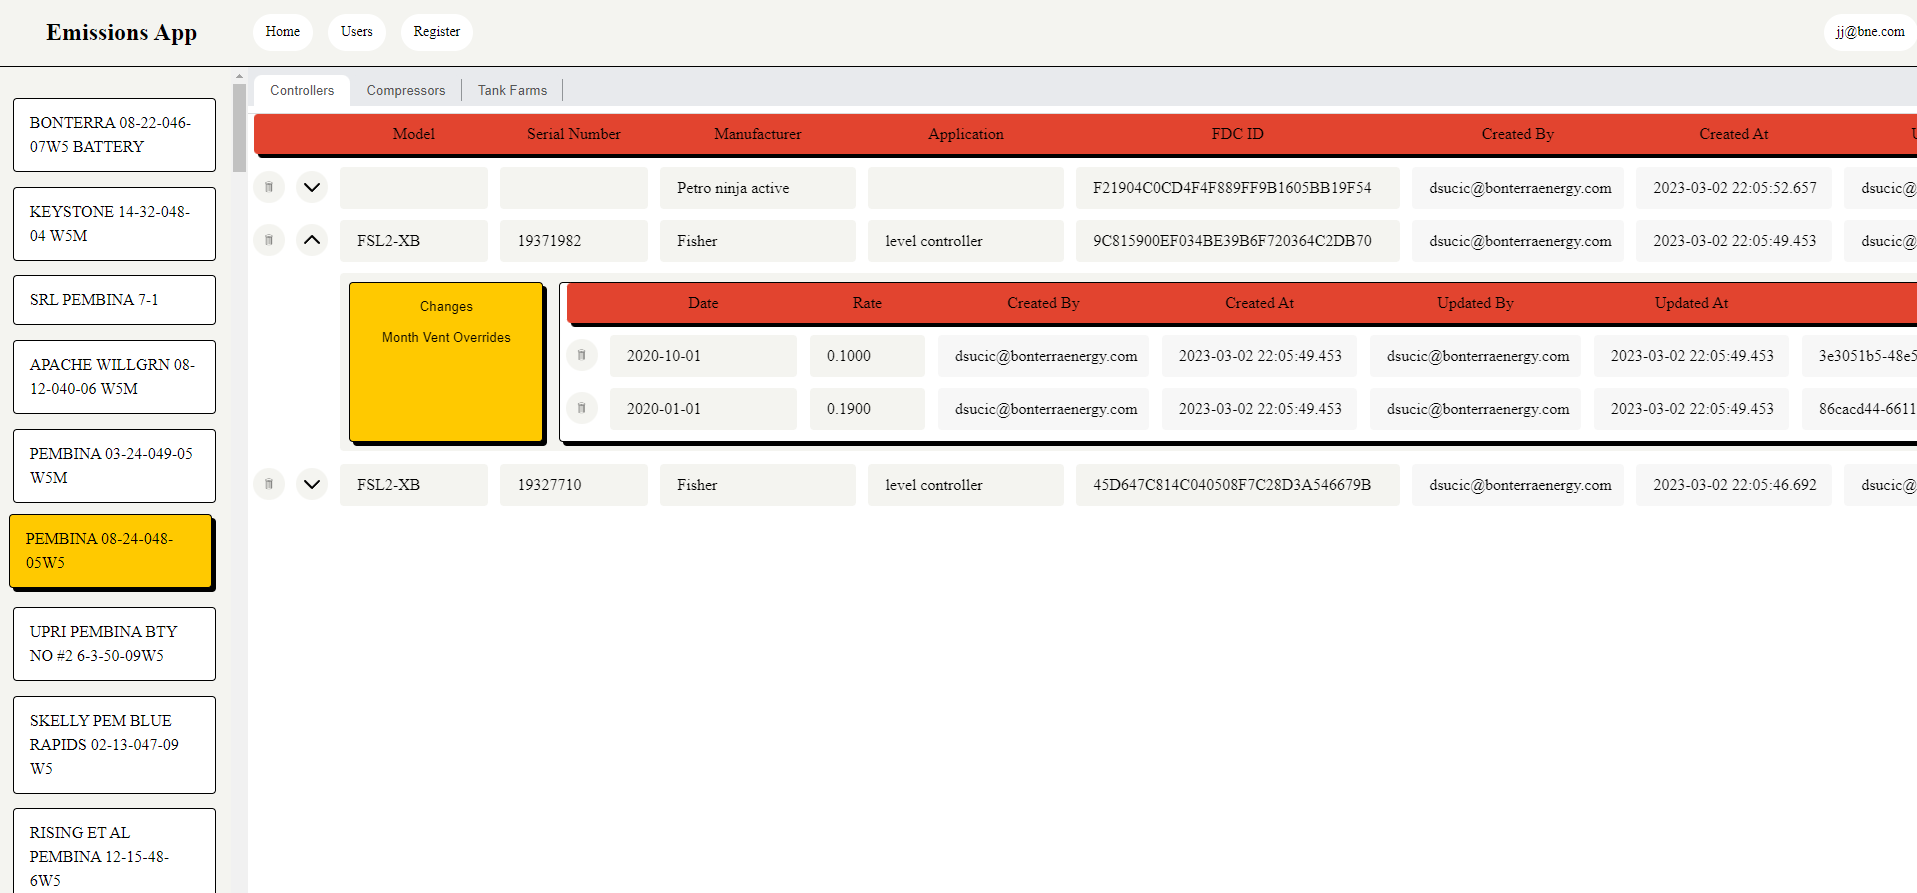 Emissions App
Home Users Register jj@bne.com
Controllers Compressors Tank Farms
BONTERRA 08-22-046-
07W5 BATTERY
KEYSTONE 14-32-048-
04 W5M
SRL PEMBINA 7-1
APACHE WILLGRN 08-
12-040-06 W5M
PEMBINA 03-24-049-05
W5M
PEMBINA 08-24-048-
05W5
UPRI PEMBINA BTY
NO #2 6-3-50-09W5
SKELLY PEM BLUE
RAPIDS 02-13-047-09
W5
RISING ET AL
PEMBINA 12-15-48-
6W5
Model Serial Number Manufacturer Application FDC ID Created By Created At
Petro ninja active F21904C0CD4F4F889FF9B1605BB19F54 dsucic@bonterraenergy.com 2023-03-02 22:05:52.657 dsucic@
FSL2-XB 19371982 Fisher level controller 9C815900EF034BE39B6F720364C2DB70 dsucic@bonterraenergy.com 2023-03-02 22:05:49.453 dsucic@
Changes
Month Vent Overrides
Date Rate Created By Created At Updated By Updated At
2020-10-01 0.1000 dsucic@bonterraenergy.com 2023-03-02 22:05:49.453 dsucic@bonterraenergy.com 2023-03-02 22:05:49.453 3e3051b5-48e5
2020-01-01 0.1900 dsucic@bonterraenergy.com 2023-03-02 22:05:49.453 dsucic@bonterraenergy.com 2023-03-02 22:05:49.453 86cacd44-6611
FSL2-XB 19327710 Fisher level controller 45D647C814C040508F7C28D3A546679B dsucic@bonterraenergy.com 2023-03-02 22:05:46.692 dsucic@